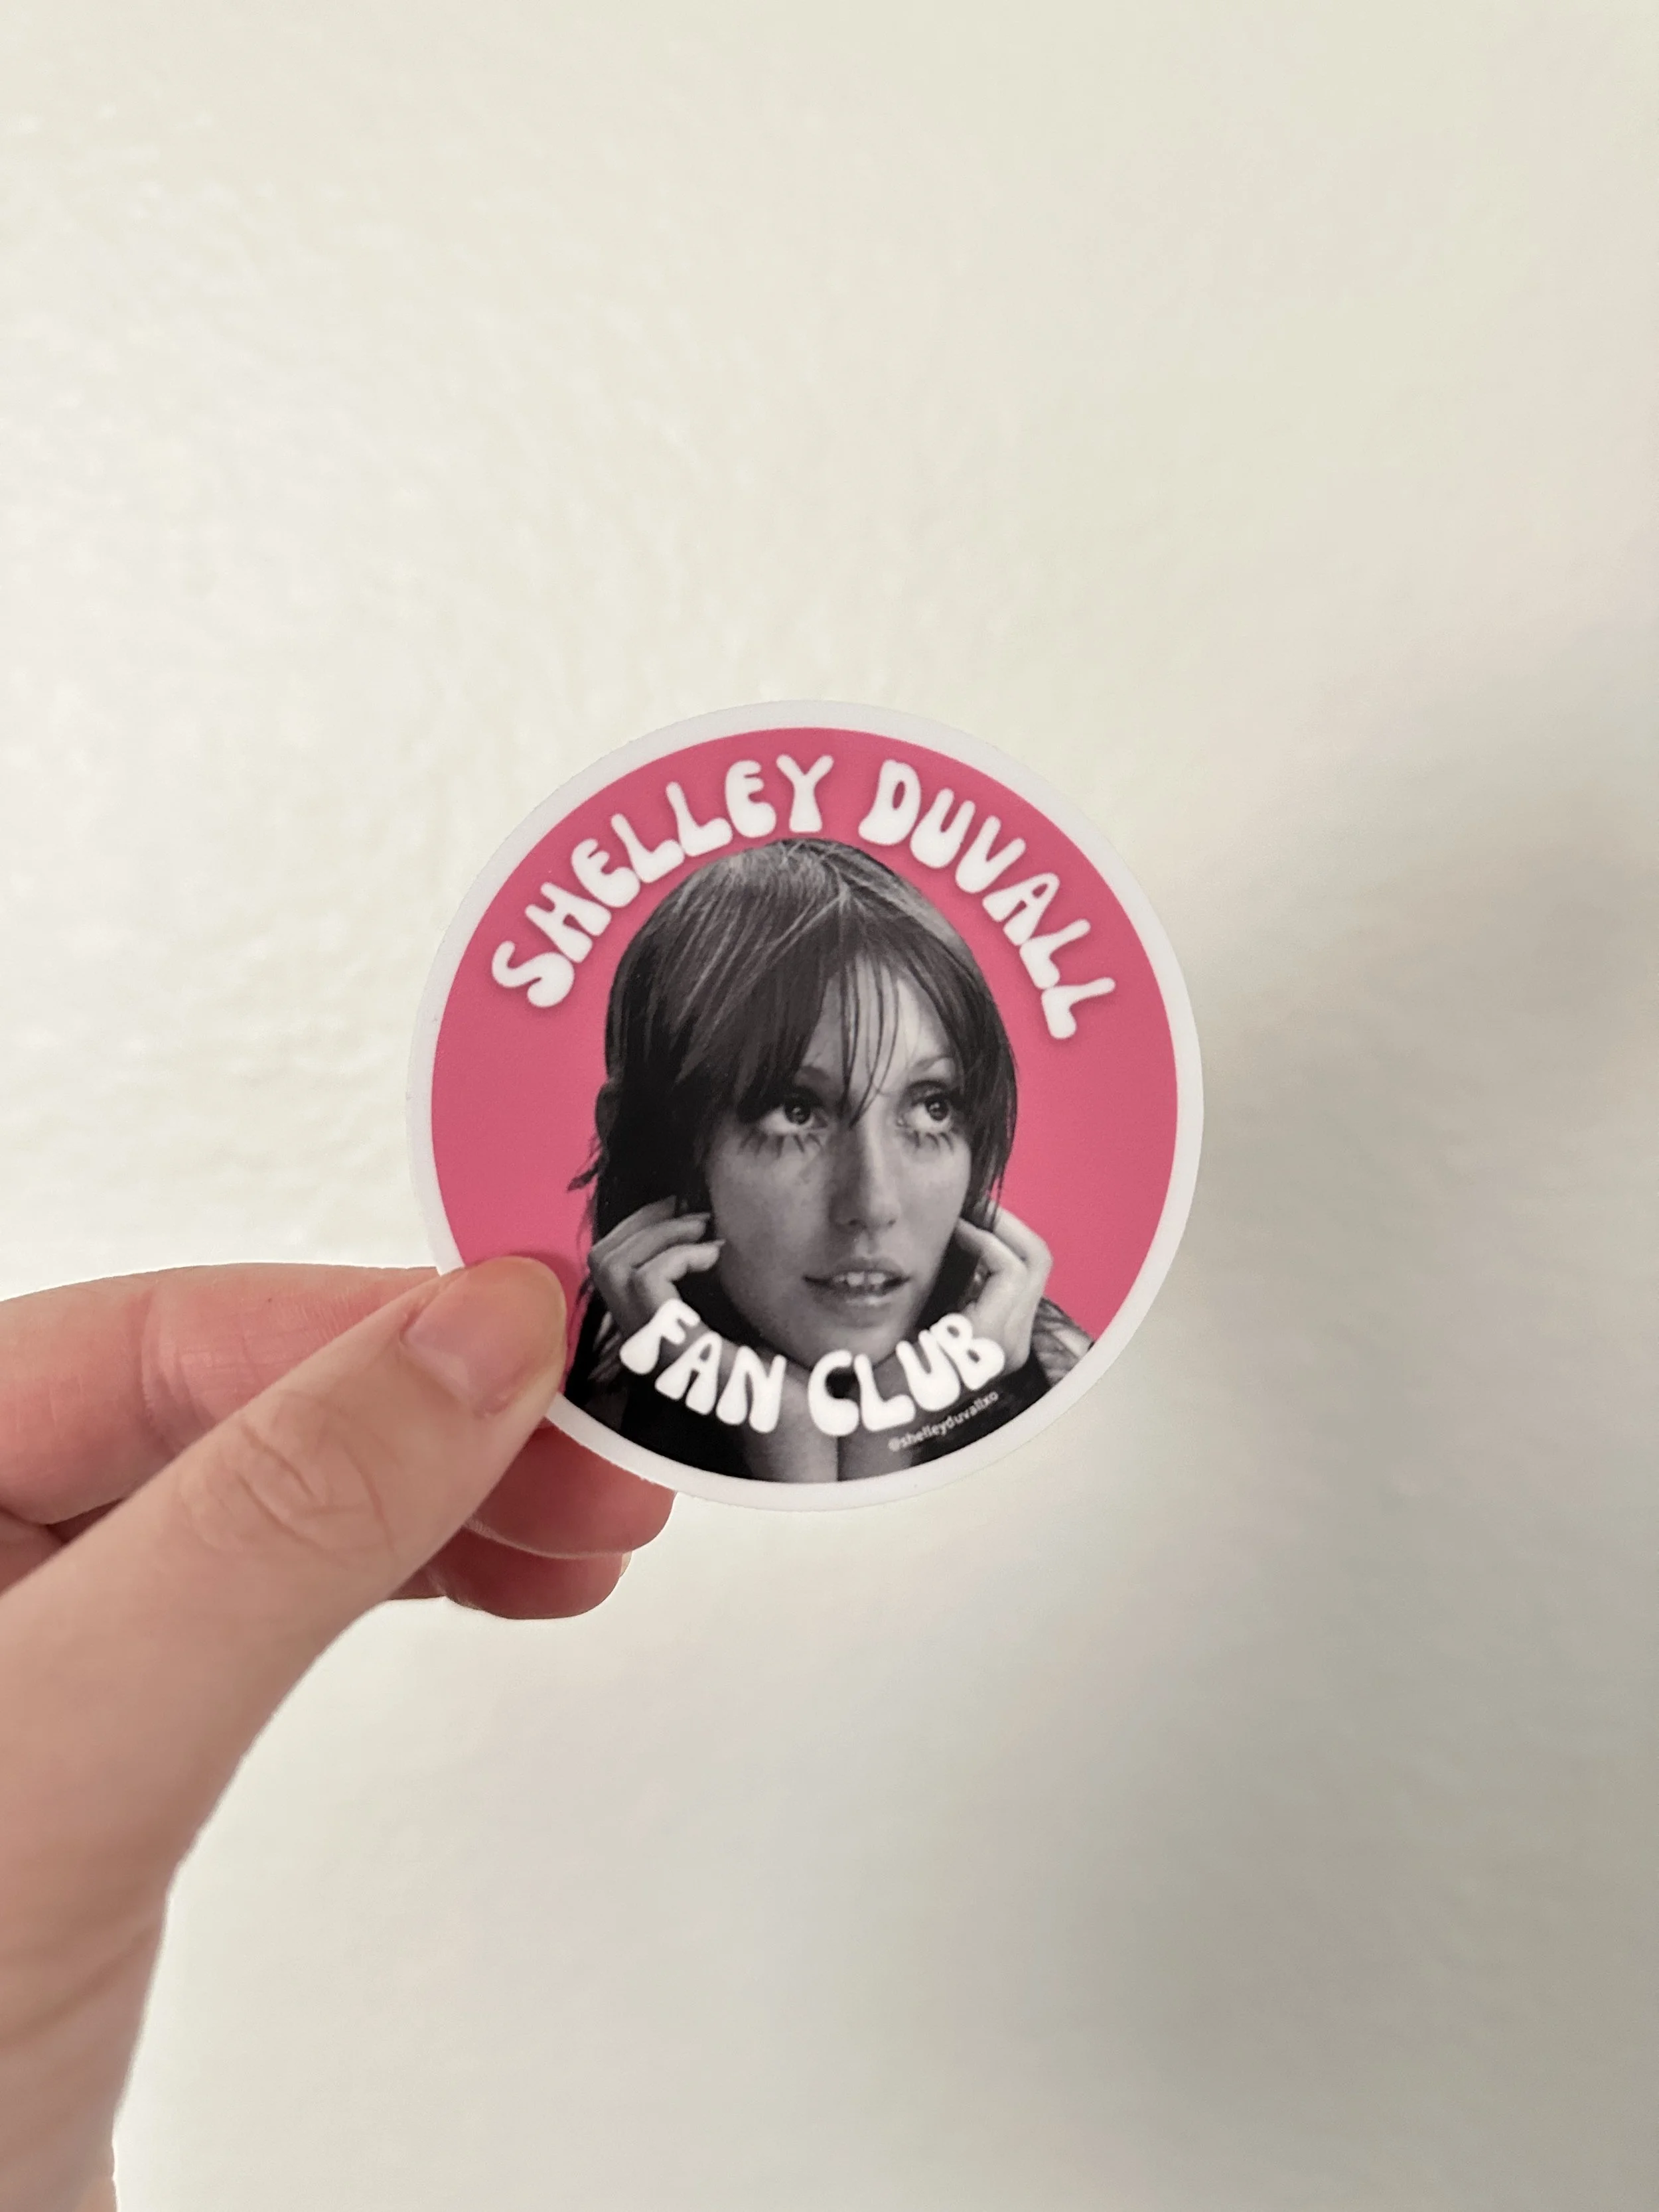 SHELLEY DUVALL
FAN CLUB
@shelleyduvallxo